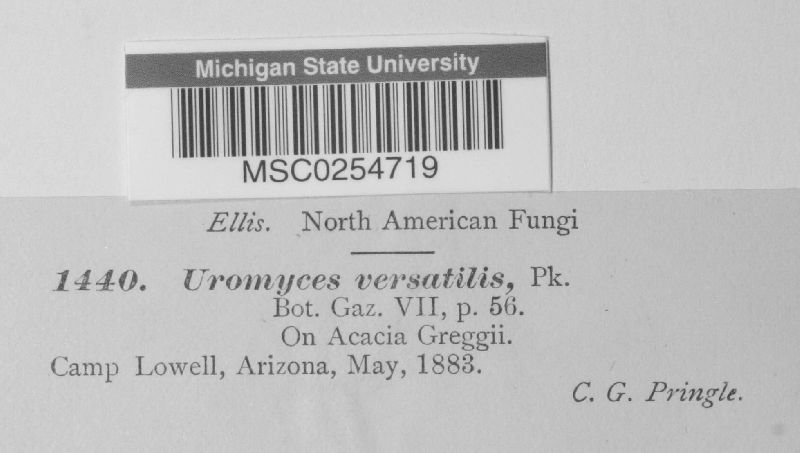 Michigan State University
MSC0254719
Ellis. North American Fungi
1440. Uromyces versatilis, Pk.
Bot. Gaz. VII, p. 56.
On Acacia Greggii.
Camp Lowell, Arizona, May, 1883.
C. G. Pringle.